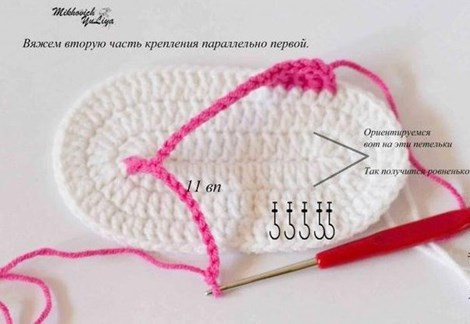 Mikhovich
YuLiya
Вяжем вторую часть крепления параллельно первой.
Ориентируемся
вот на эти петельки
Так получится ровненько
11 вп